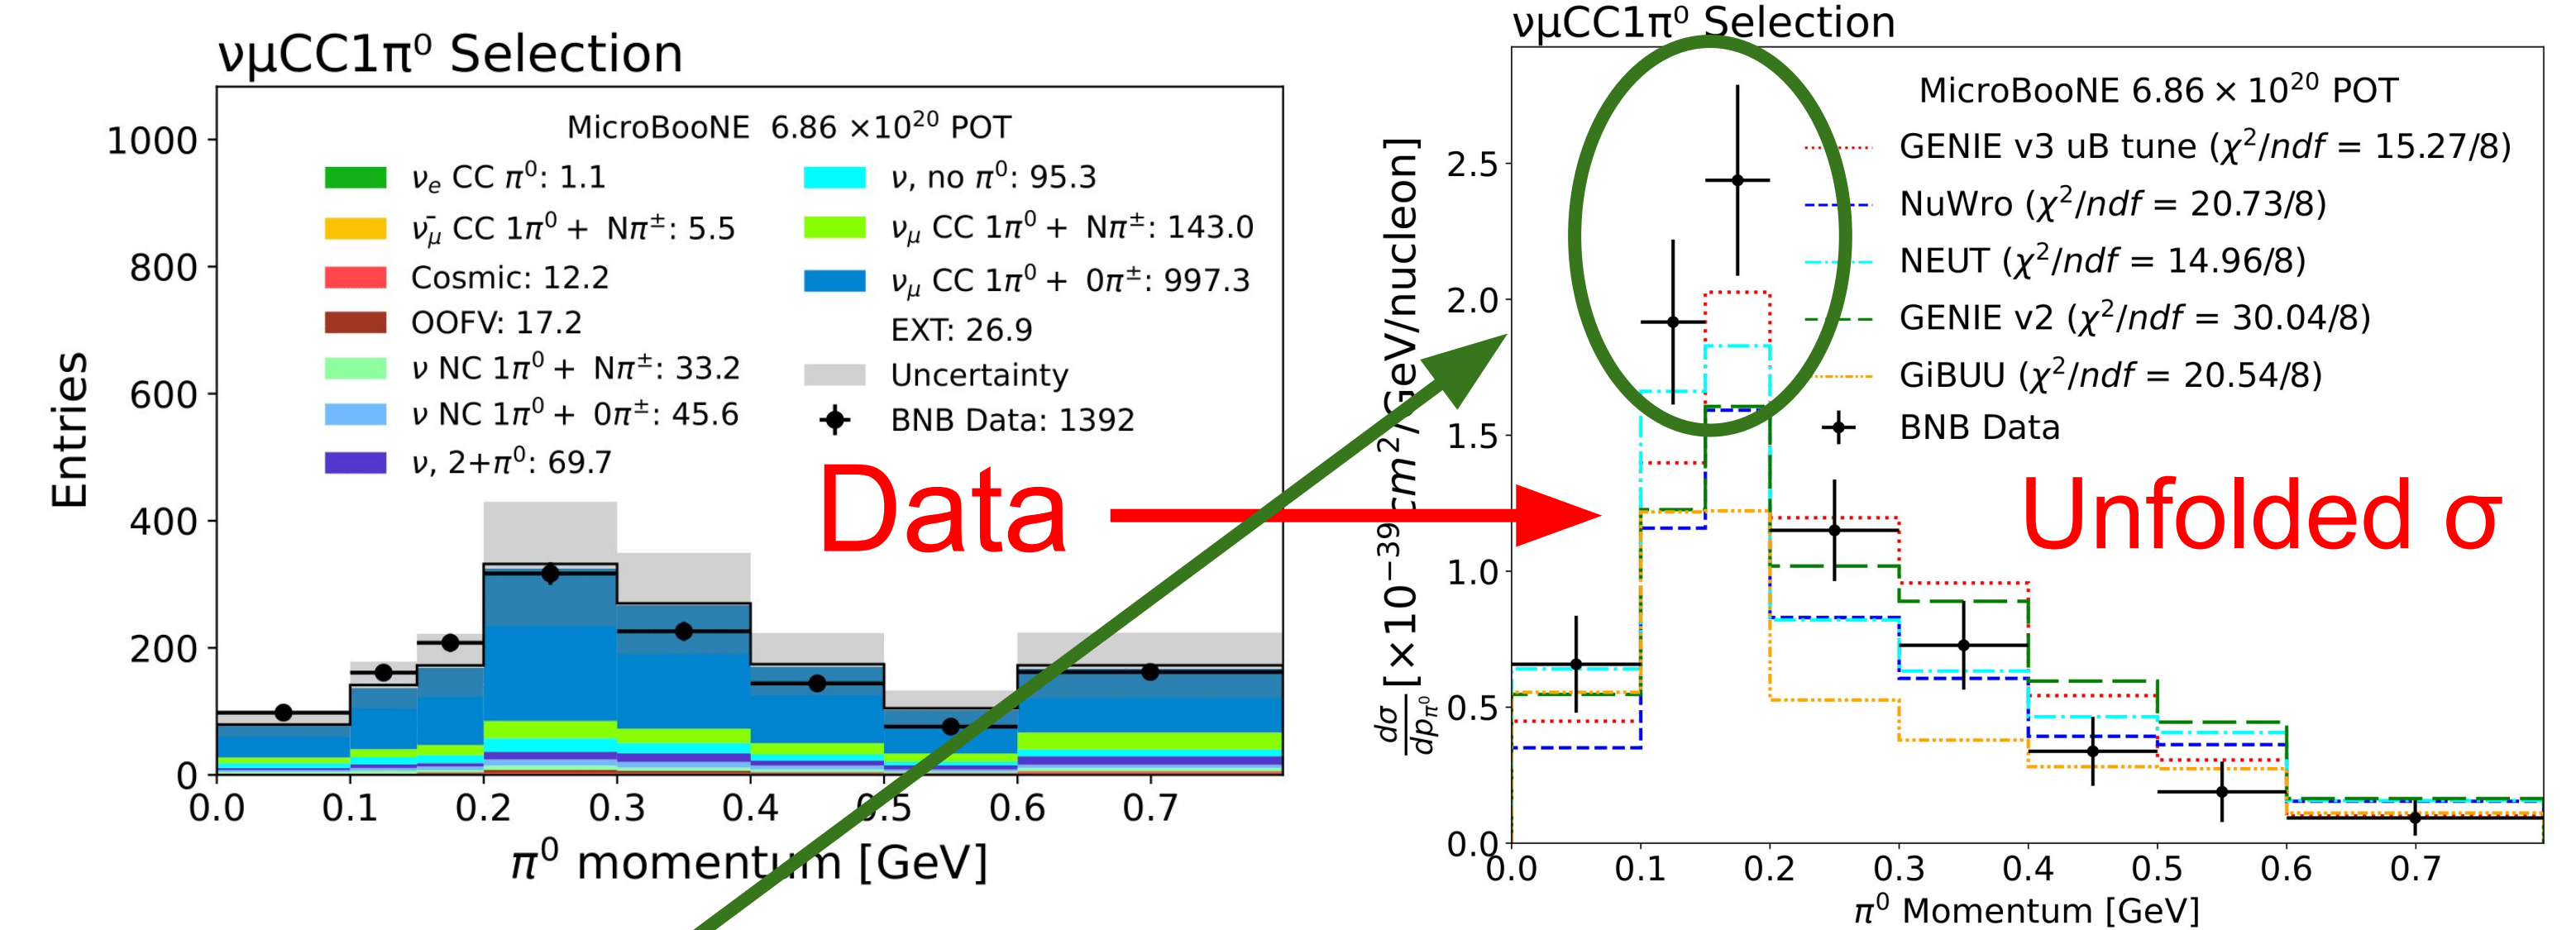 νμCC1π⁰ Selection
MicroBooNE 6.86 ×10²⁰ POT
νₑ CC π⁰: 1.1
ν̄_μ CC 1π⁰ + Nπ±: 5.5
Cosmic: 12.2
OOFV: 17.2
ν NC 1π⁰ + Nπ±: 33.2
ν NC 1π⁰ + 0π±: 45.6
ν, 2+π⁰: 69.7
ν, no π⁰: 95.3
ν_μ CC 1π⁰ + Nπ±: 143.0
ν_μ CC 1π⁰ + 0π±: 997.3
EXT: 26.9
Uncertainty
BNB Data: 1392
Data
Entries
1000
800
600
400
200
0
0.0 0.1 0.2 0.3 0.4 0.5 0.6 0.7
π⁰ momentum [GeV]
νμCC1π⁰ Selection
MicroBooNE 6.86 × 10²⁰ POT
GENIE v3 uB tune (χ²/ndf = 15.27/8)
NuWro (χ²/ndf = 20.73/8)
NEUT (χ²/ndf = 14.96/8)
GENIE v2 (χ²/ndf = 30.04/8)
GiBUU (χ²/ndf = 20.54/8)
BNB Data
Unfolded σ
dσ/dp_π⁰ [×10⁻³⁹cm²/GeV/nucleon]
2.5
2.0
1.5
1.0
0.5
0.0
0.0 0.1 0.2 0.3 0.4 0.5 0.6 0.7
π⁰ Momentum [GeV]